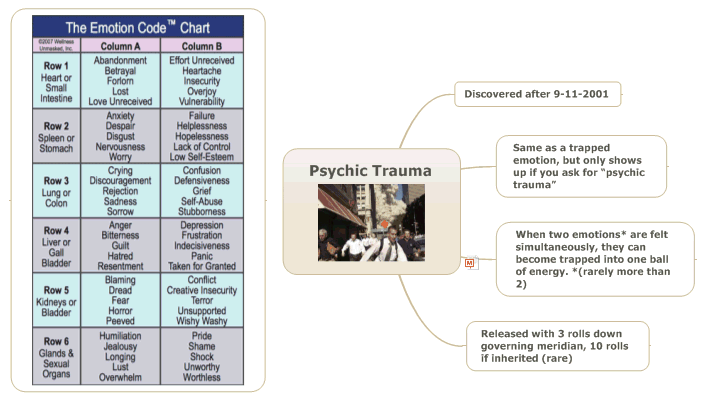 The Emotion Code™ Chart
©2007 Wellness
Unmasked, Inc.
Column A
Column B
Row 1
Heart or
Small
Intestine
Abandonment
Betrayal
Forlorn
Lost
Love Unreceived
Effort Unreceived
Heartache
Insecurity
Overjoy
Vulnerability
Row 2
Spleen or
Stomach
Anxiety
Despair
Disgust
Nervousness
Worry
Failure
Helplessness
Hopelessness
Lack of Control
Low Self-Esteem
Row 3
Lung or
Colon
Crying
Discouragement
Rejection
Sadness
Sorrow
Confusion
Defensiveness
Grief
Self-Abuse
Stubborness
Row 4
Liver or
Gall
Bladder
Anger
Bitterness
Guilt
Hatred
Resentment
Depression
Frustration
Indecisiveness
Panic
Taken for Granted
Row 5
Kidneys or
Bladder
Blaming
Dread
Fear
Horror
Peeved
Conflict
Creative Insecurity
Terror
Unsupported
Wishy Washy
Row 6
Glands &
Sexual
Organs
Humiliation
Jealousy
Longing
Lust
Overwhelm
Pride
Shame
Shock
Unworthy
Worthless
Psychic Trauma
Discovered after 9-11-2001
Same as a trapped
emotion, but only shows
up if you ask for “psychic
trauma”
When two emotions* are felt
simultaneously, they can
become trapped into one ball
of energy. *(rarely more than
2)
M
Released with 3 rolls down
governing meridian, 10 rolls
if inherited (rare)